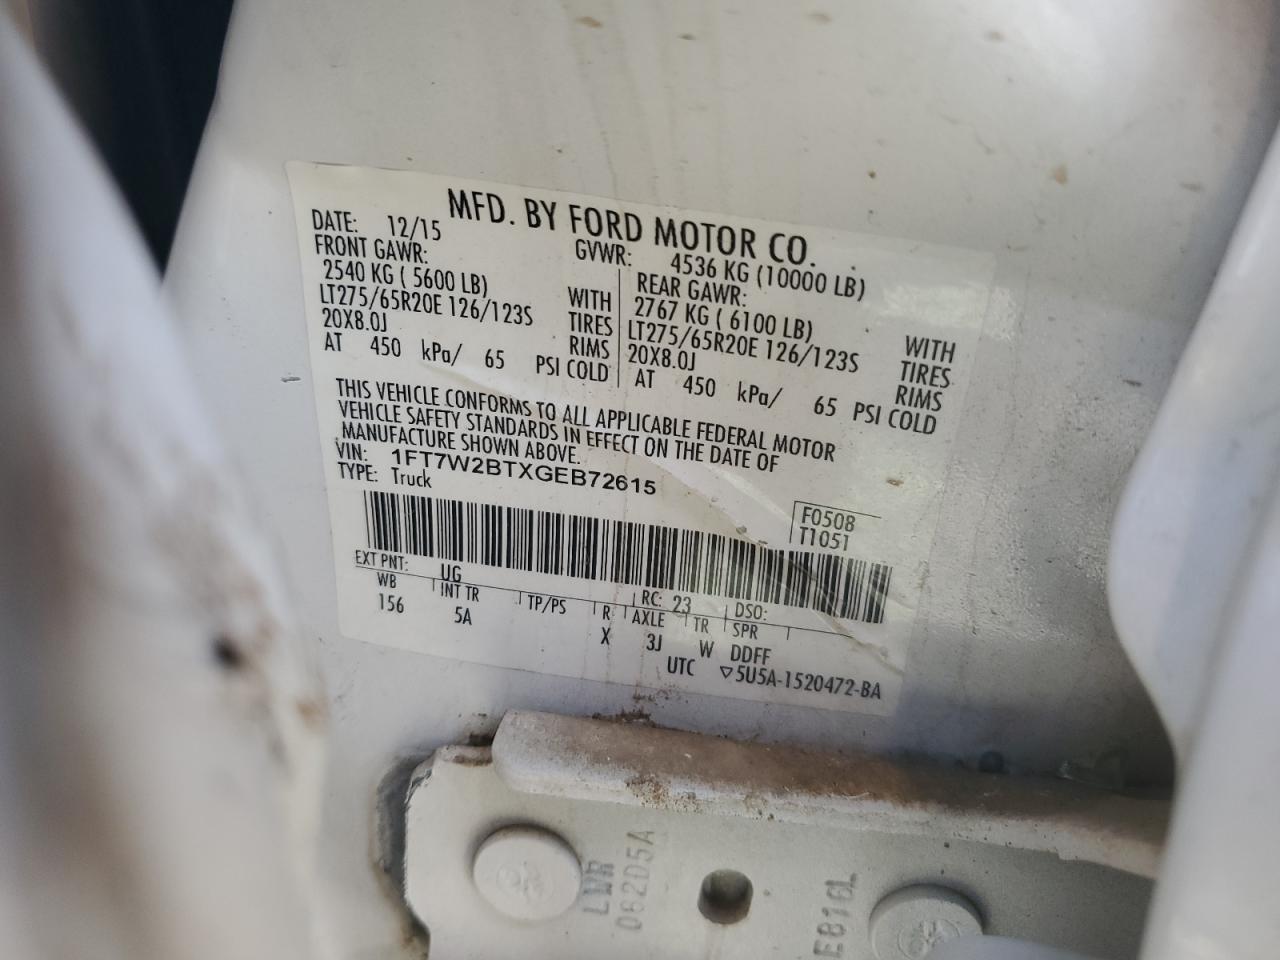 MFD. BY FORD MOTOR CO.
DATE: 12/15 GVWR: 4536 KG (10000 LB)
FRONT GAWR: REAR GAWR:
2540 KG ( 5600 LB) WITH 2767 KG ( 6100 LB) WITH
LT275/65R20E 126/123S TIRES LT275/65R20E 126/123S TIRES
20X8.0J RIMS 20X8.0J RIMS
AT 450 kPa/ 65 PSI COLD AT 450 kPa/ 65 PSI COLD
THIS VEHICLE CONFORMS TO ALL APPLICABLE FEDERAL MOTOR
VEHICLE SAFETY STANDARDS IN EFFECT ON THE DATE OF
MANUFACTURE SHOWN ABOVE.
VIN: 1FT7W2BTXGEB72615
TYPE: Truck
F0508
T1051
EXT PNT: UG RC: 23 DSO:
WB INT TR TP/PS R AXLE TR SPR
156 5A X 3J W DDFF
UTC ▽5U5A-1520472-BA
LWR
062D5A
E816L